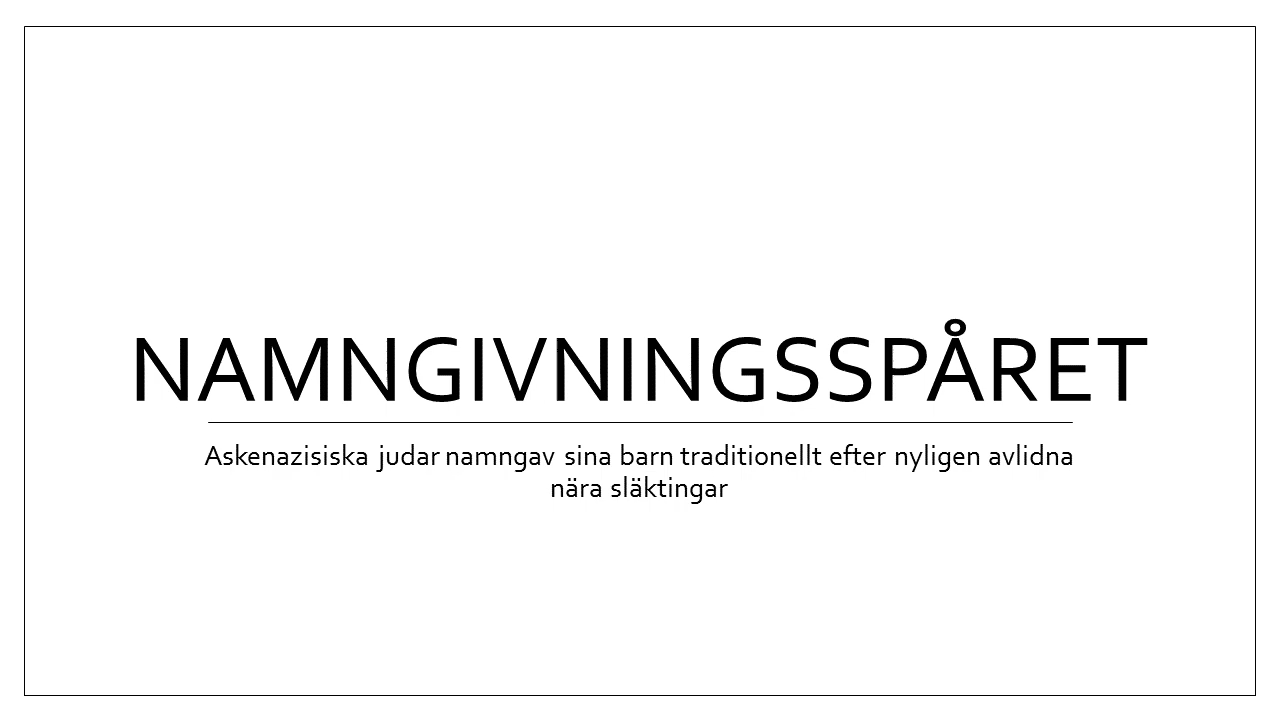 NAMNGIVNINGSSPÅRET
Askenazisiska judar namngav sina barn traditionellt efter nyligen avlidna
nära släktingar